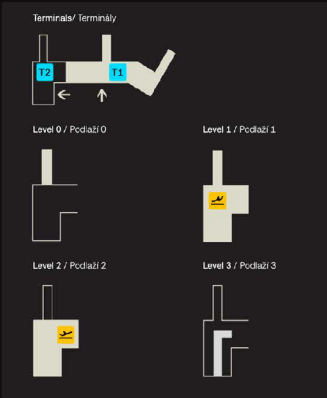 Terminals/ Terminály
T2
T1
Level 0 / Podlaží 0
Level 1 / Podlaží 1
Level 2 / Podlaží 2
Level 3 / Podlaží 3